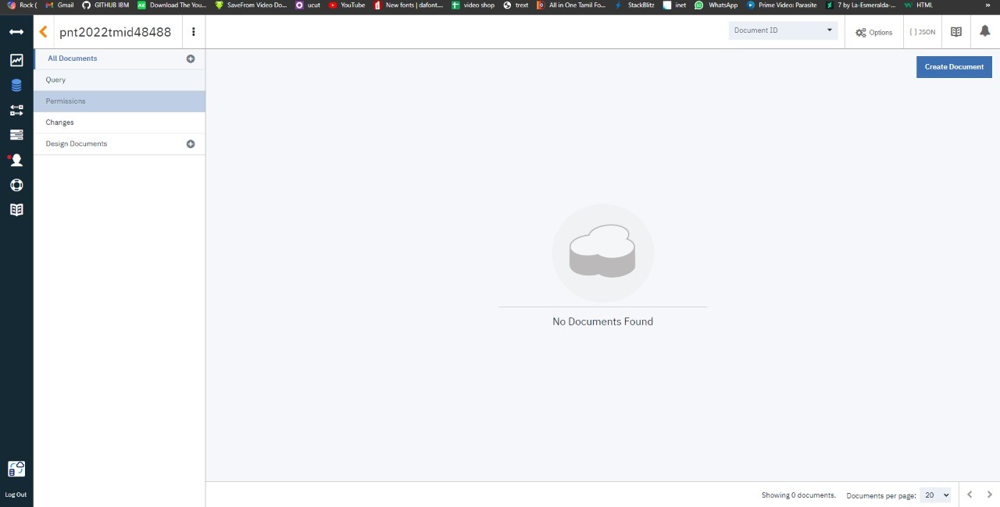 Rock ( Gmail GITHUB IBM Download The You... SaveFrom Video Do... ucut YouTube New fonts | dafont.... video shop trext All in One Tamil Fo... StackBlitz inet WhatsApp Prime Video: Parasite 7 by La-Esmeralda-... HTML »
pnt2022tmid48488 Document ID Options { } JSON
All Documents
Create Document
Query
Permissions
Changes
Design Documents
No Documents Found
Log Out
Showing 0 documents. Documents per page: 20